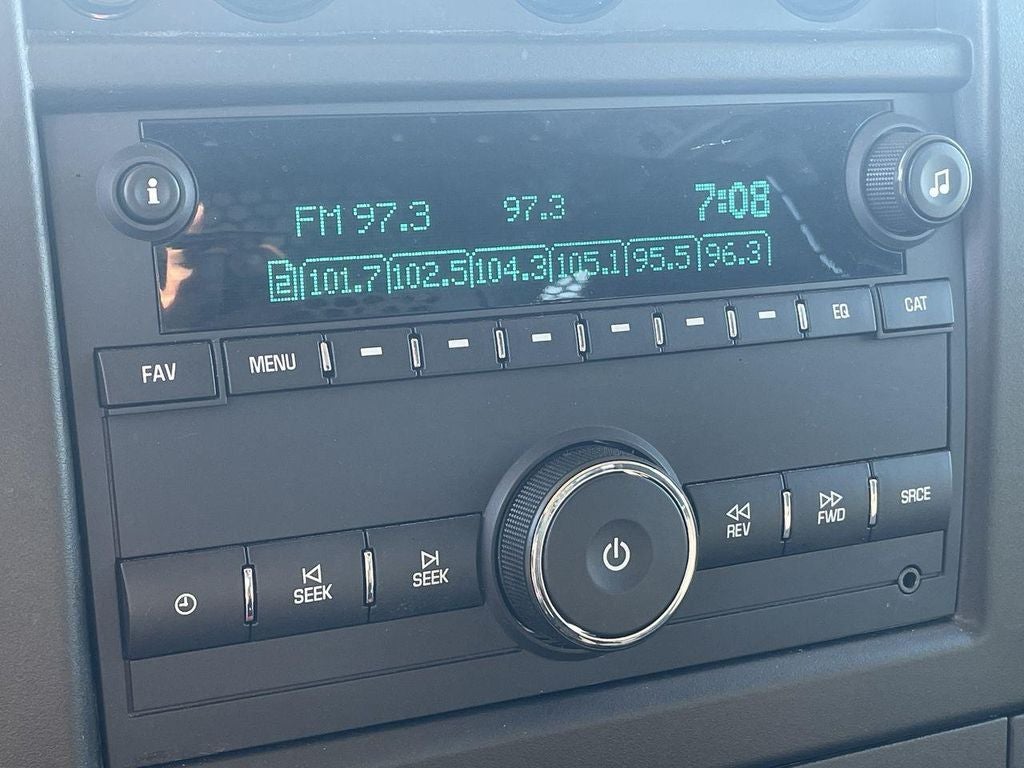 FM 97.3 97.3 7:08
2 101.7 102.5 104.3 105.1 95.5 96.3
FAV MENU EQ CAT
SEEK SEEK REV FWD SRCE